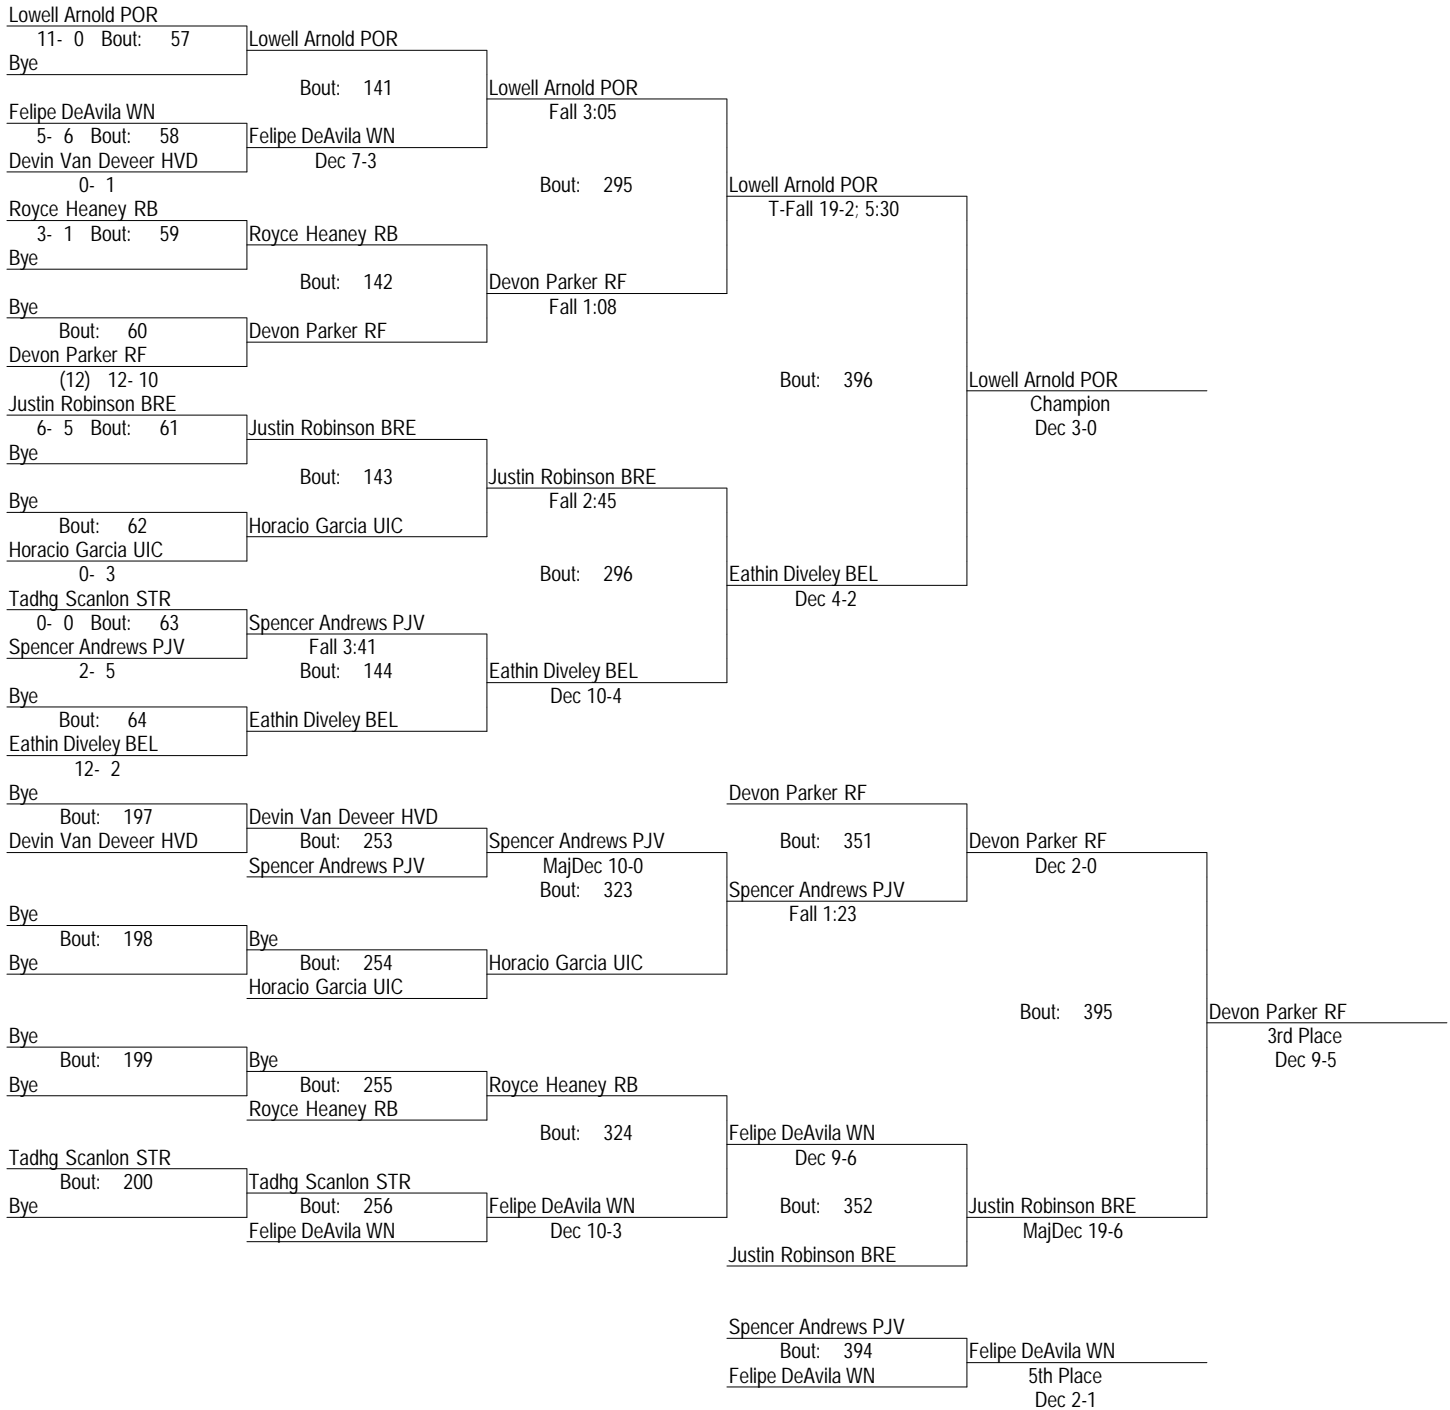 Lowell Arnold POR
11- 0 Bout: 57 Lowell Arnold POR
Bye
Bout: 141 Lowell Arnold POR
Felipe DeAvila WN Fall 3:05
5- 6 Bout: 58 Felipe DeAvila WN
Devin Van Deveer HVD Dec 7-3
0- 1 Bout: 295 Lowell Arnold POR
Royce Heaney RB T-Fall 19-2; 5:30
3- 1 Bout: 59 Royce Heaney RB
Bye
Bout: 142 Devon Parker RF
Bye Fall 1:08
Bout: 60 Devon Parker RF
Devon Parker RF
(12) 12- 10 Bout: 396 Lowell Arnold POR
Justin Robinson BRE Champion
6- 5 Bout: 61 Justin Robinson BRE Dec 3-0
Bye
Bout: 143 Justin Robinson BRE
Bye Fall 2:45
Bout: 62 Horacio Garcia UIC
Horacio Garcia UIC
0- 3 Bout: 296 Eathin Diveley BEL
Tadhg Scanlon STR Dec 4-2
0- 0 Bout: 63 Spencer Andrews PJV
Spencer Andrews PJV Fall 3:41
2- 5 Bout: 144 Eathin Diveley BEL
Bye Dec 10-4
Bout: 64 Eathin Diveley BEL
Eathin Diveley BEL
12- 2
Bye Devon Parker RF
Bout: 197 Devin Van Deveer HVD
Devin Van Deveer HVD Bout: 253 Spencer Andrews PJV Bout: 351 Devon Parker RF
Spencer Andrews PJV MajDec 10-0 Dec 2-0
Bout: 323 Spencer Andrews PJV
Bye Fall 1:23
Bout: 198 Bye
Bye Bout: 254 Horacio Garcia UIC
Horacio Garcia UIC
Bout: 395 Devon Parker RF
Bye 3rd Place
Bout: 199 Bye Dec 9-5
Bye Bout: 255 Royce Heaney RB
Royce Heaney RB
Bout: 324 Felipe DeAvila WN
Tadhg Scanlon STR Dec 9-6
Bout: 200 Tadhg Scanlon STR
Bye Bout: 256 Felipe DeAvila WN Bout: 352 Justin Robinson BRE
Felipe DeAvila WN Dec 10-3 MajDec 19-6
Justin Robinson BRE
Spencer Andrews PJV
Bout: 394 Felipe DeAvila WN
Felipe DeAvila WN 5th Place
Dec 2-1